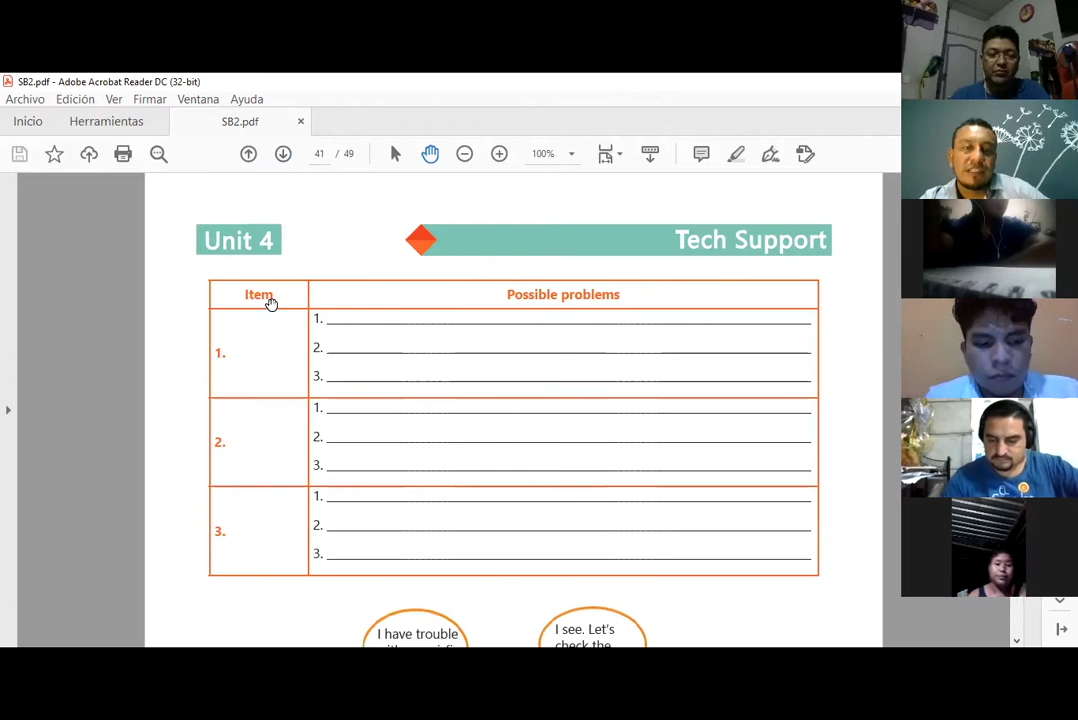 SB2.pdf - Adobe Acrobat Reader DC (32-bit)
Archivo Edición Ver Firmar Ventana Ayuda
Inicio Herramientas SB2.pdf ×
41 / 49 100%
Unit 4 Tech Support
Item Possible problems
1.
1.
2.
3.
2.
1.
2.
3.
3.
1.
2.
3.
I have trouble
I see. Let's
check the